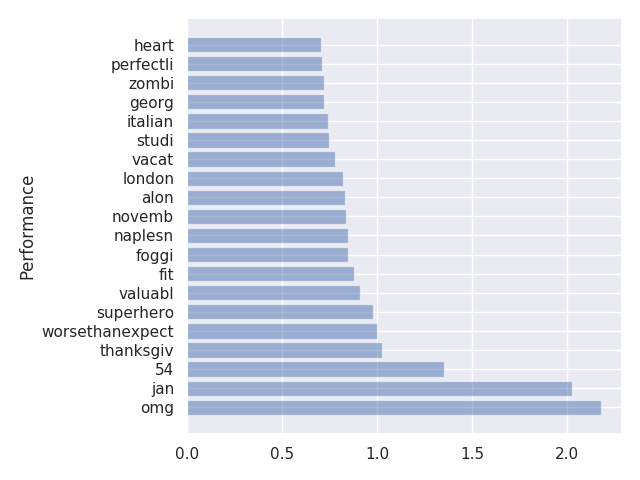 heart
perfectli
zombi
georg
italian
studi
vacat
london
alon
novemb
naplesn
foggi
fit
valuabl
superhero
worsethanexpect
thanksgiv
54
jan
omg
Performance
0.0 0.5 1.0 1.5 2.0